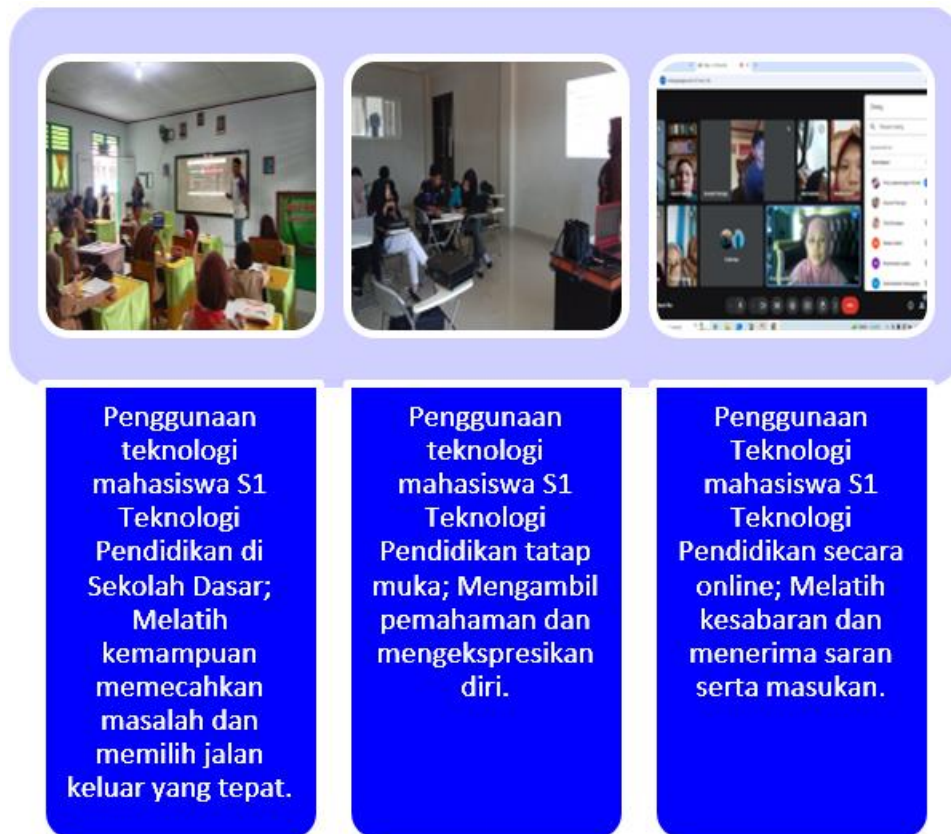 Penggunaan
teknologi
mahasiswa S1
Teknologi
Pendidikan di
Sekolah Dasar;
Melatih
kemampuan
memecahkan
masalah dan
memilih jalan
keluar yang tepat.
Penggunaan
teknologi
mahasiswa S1
Teknologi
Pendidikan tatap
muka; Mengambil
pemahaman dan
mengekspresikan
diri.
Penggunaan
Teknologi
mahasiswa S1
Teknologi
Pendidikan secara
online; Melatih
kesabaran dan
menerima saran
serta masukan.